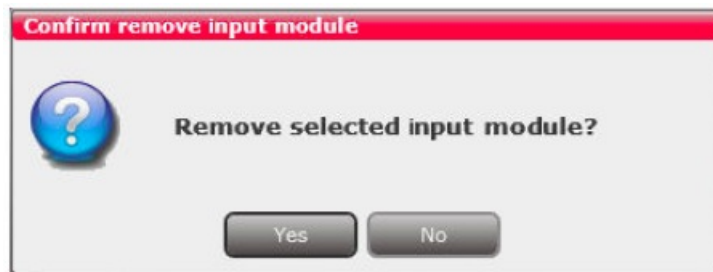 Confirm remove input module
Remove selected input module?
Yes No